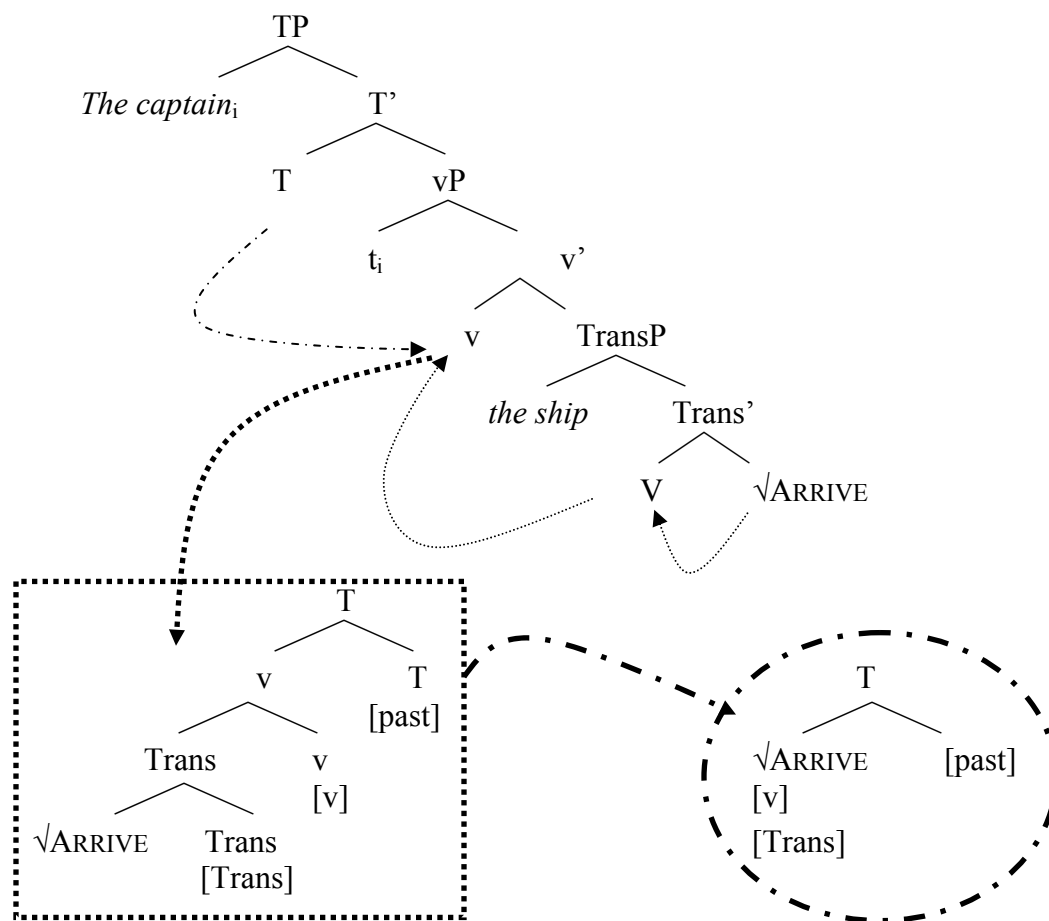 TP
The captainᵢ T’
T vP
tᵢ v’
v TransP
the ship Trans’
V √ARRIVE
T
v T
[past]
Trans v
[v]
√ARRIVE Trans
[Trans]
T
√ARRIVE [past]
[v]
[Trans]